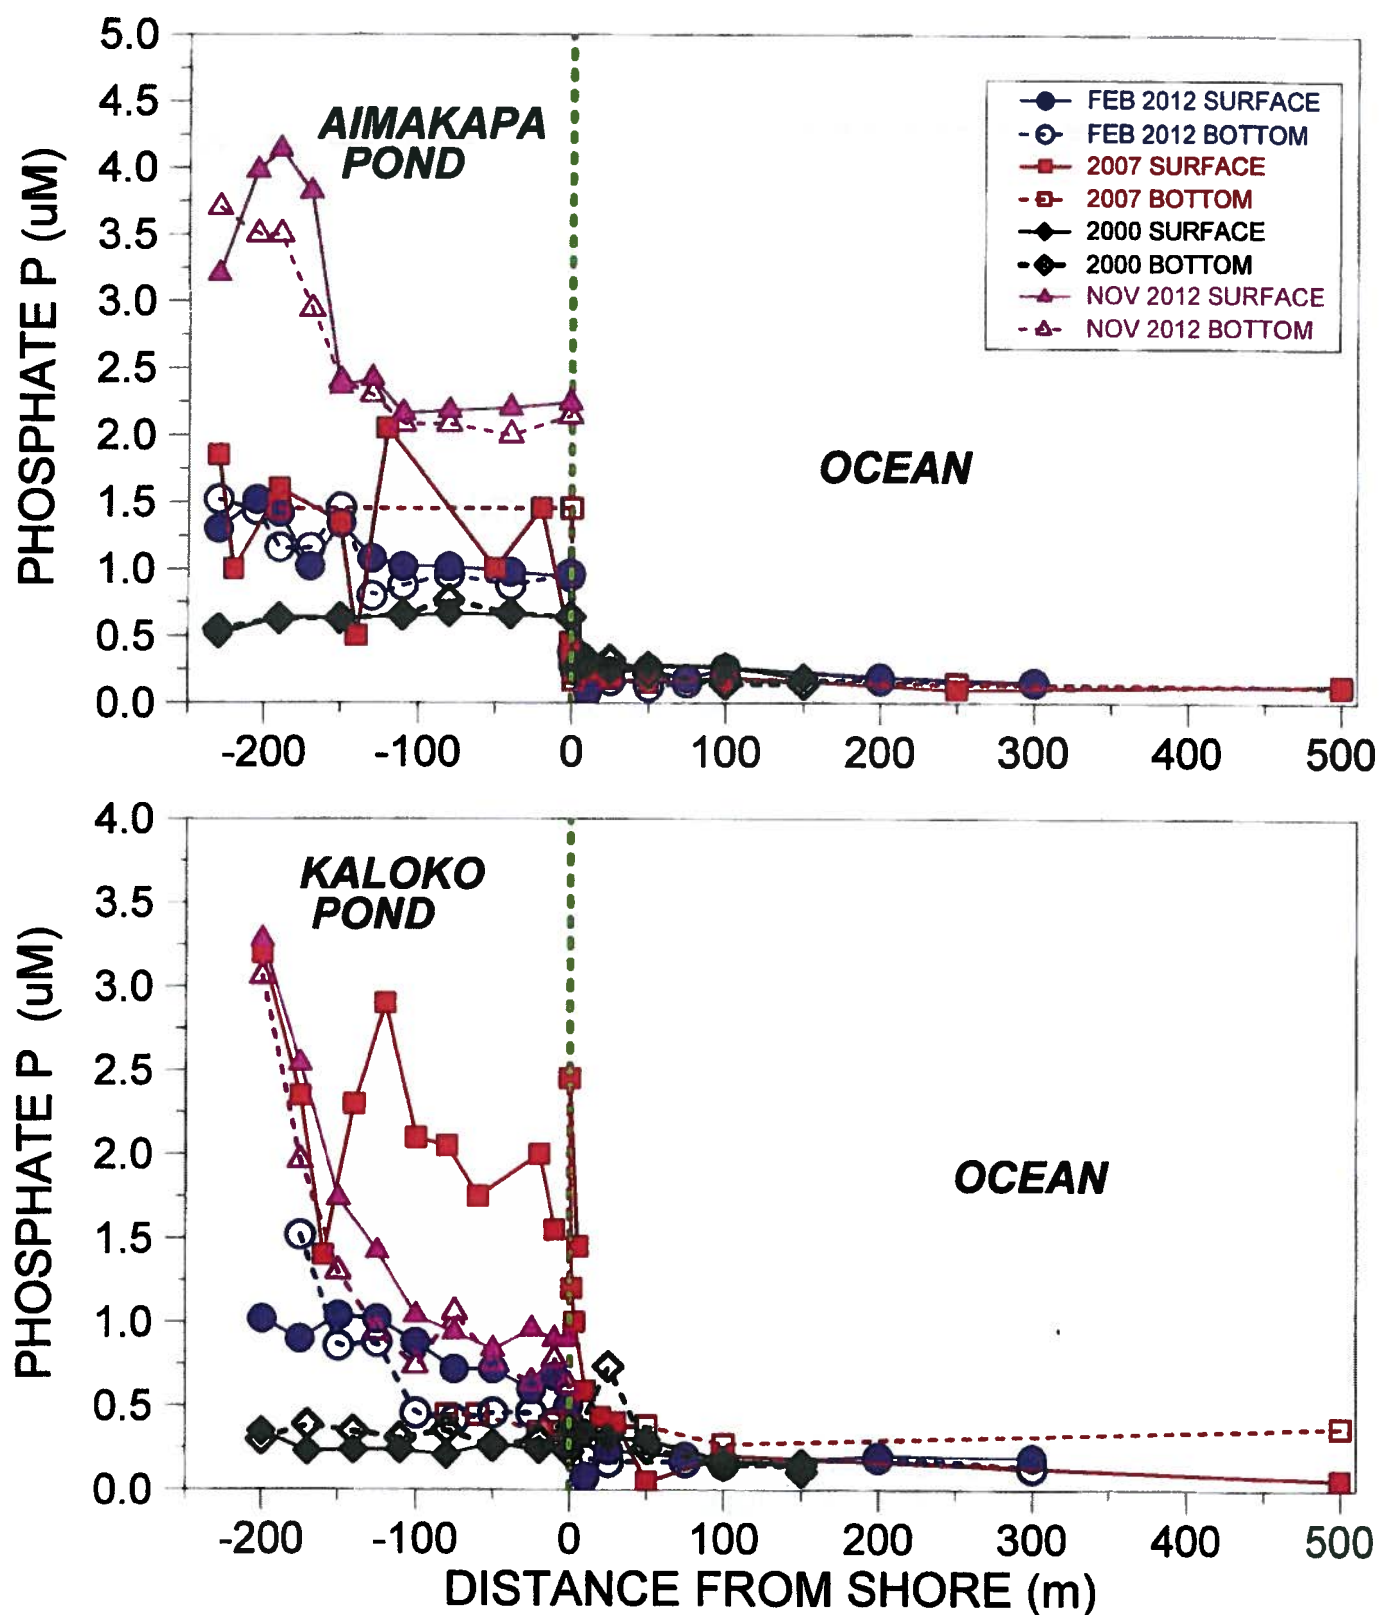 5.0
4.5
4.0
3.5
3.0
2.5
2.0
1.5
1.0
0.5
0.0
PHOSPHATE P (uM)
AIMAKAPA
POND
OCEAN
FEB 2012 SURFACE
FEB 2012 BOTTOM
2007 SURFACE
2007 BOTTOM
2000 SURFACE
2000 BOTTOM
NOV 2012 SURFACE
NOV 2012 BOTTOM
-200 -100 0 100 200 300 400 500
4.0
3.5
3.0
2.5
2.0
1.5
1.0
0.5
0.0
PHOSPHATE P (uM)
KALOKO
POND
OCEAN
-200 -100 0 100 200 300 400 500
DISTANCE FROM SHORE (m)